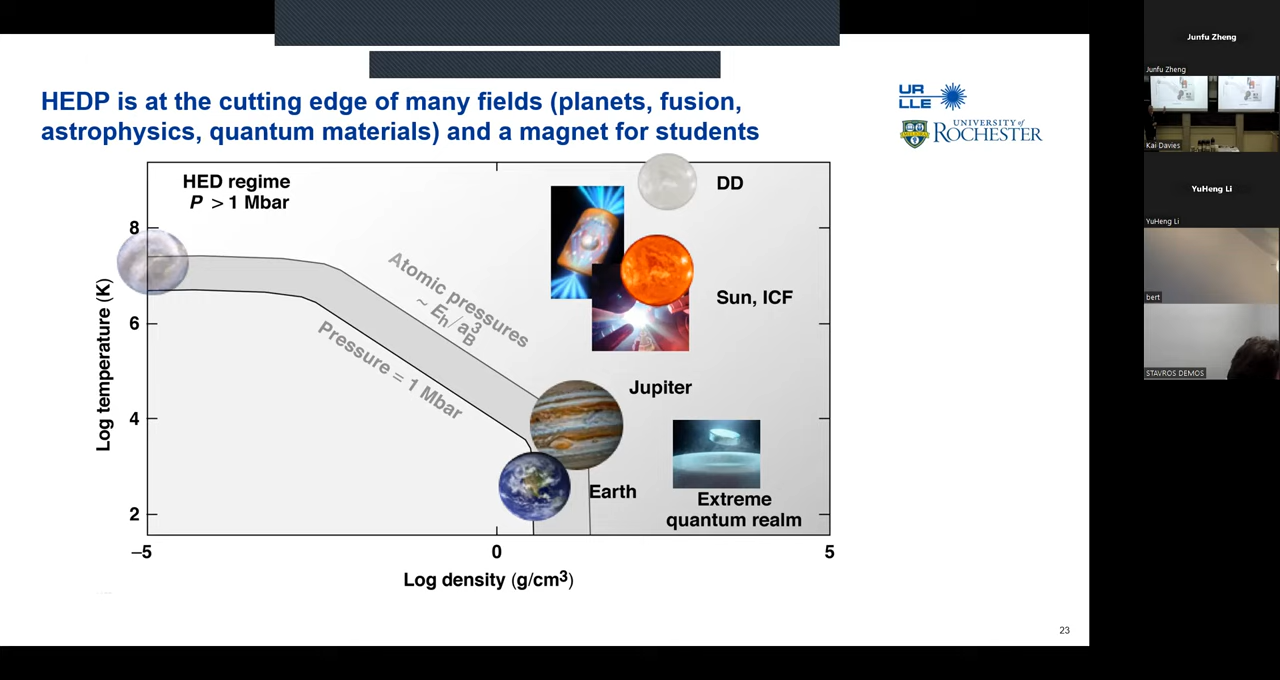 HEDP is at the cutting edge of many fields (planets, fusion,
astrophysics, quantum materials) and a magnet for students
UR
LLE
UNIVERSITY of
ROCHESTER
HED regime
P > 1 Mbar
DD
Atomic pressures
~ Eh/aB3
Pressure = 1 Mbar
Sun, ICF
Jupiter
Earth
Extreme
quantum realm
8
6
4
2
Log temperature (K)
–5
0
5
Log density (g/cm3)
23
Junfu Zheng
Junfu Zheng
Kai Davies
YuHeng Li
YuHeng Li
bert
STAVROS DEMOS